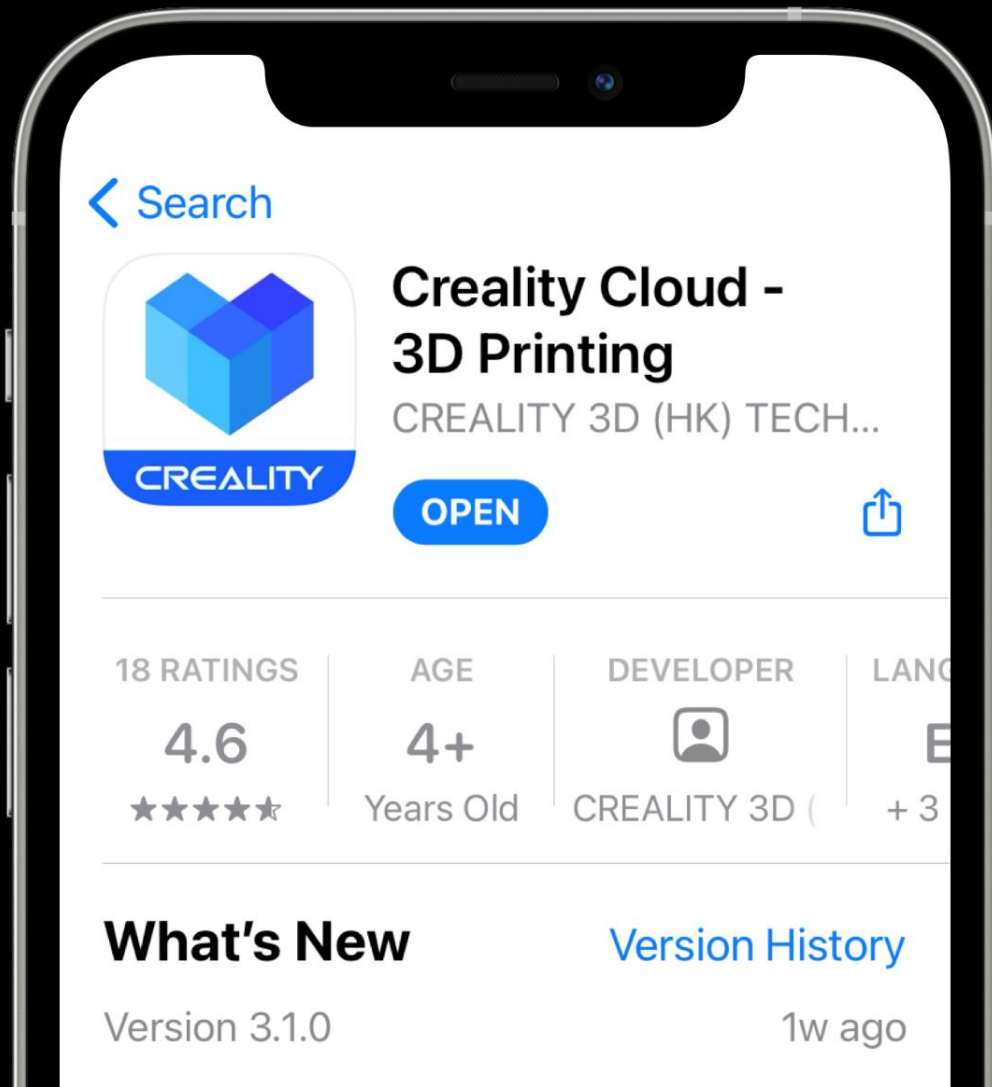 Search
Creality Cloud -
3D Printing
CREALITY 3D (HK) TECH...
CREALITY
OPEN
18 RATINGS
AGE
DEVELOPER
LANG
4.6
4+
E
Years Old
CREALITY 3D (
+ 3
What's New
Version History
Version 3.1.0
1w ago